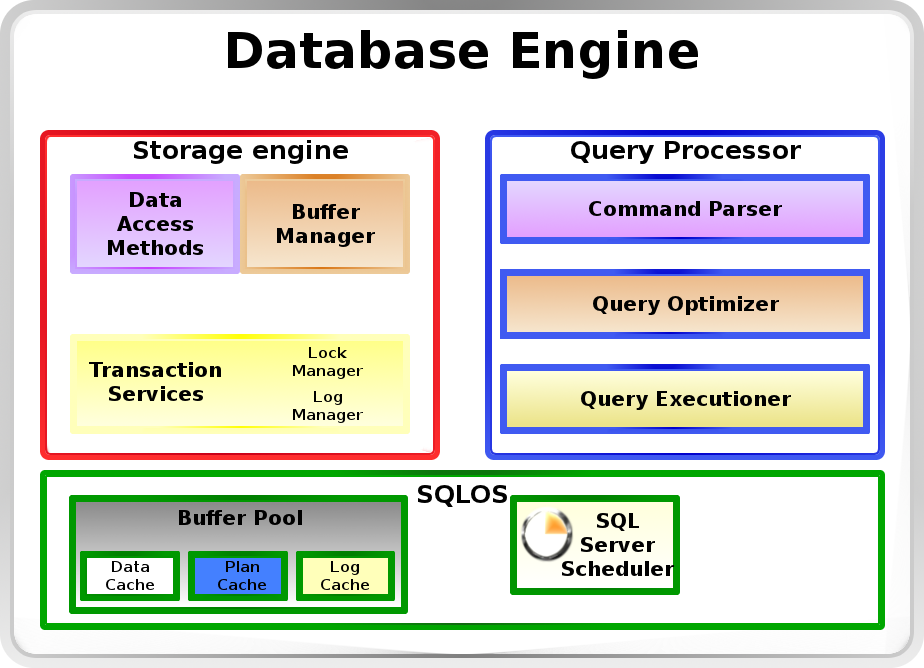 Database Engine
Storage engine
Data
Access
Methods
Buffer
Manager
Transaction
Services
Lock
Manager
Log
Manager
Query Processor
Command Parser
Query Optimizer
Query Executioner
SQLOS
Buffer Pool
Data
Cache
Plan
Cache
Log
Cache
SQL
Server
Scheduler